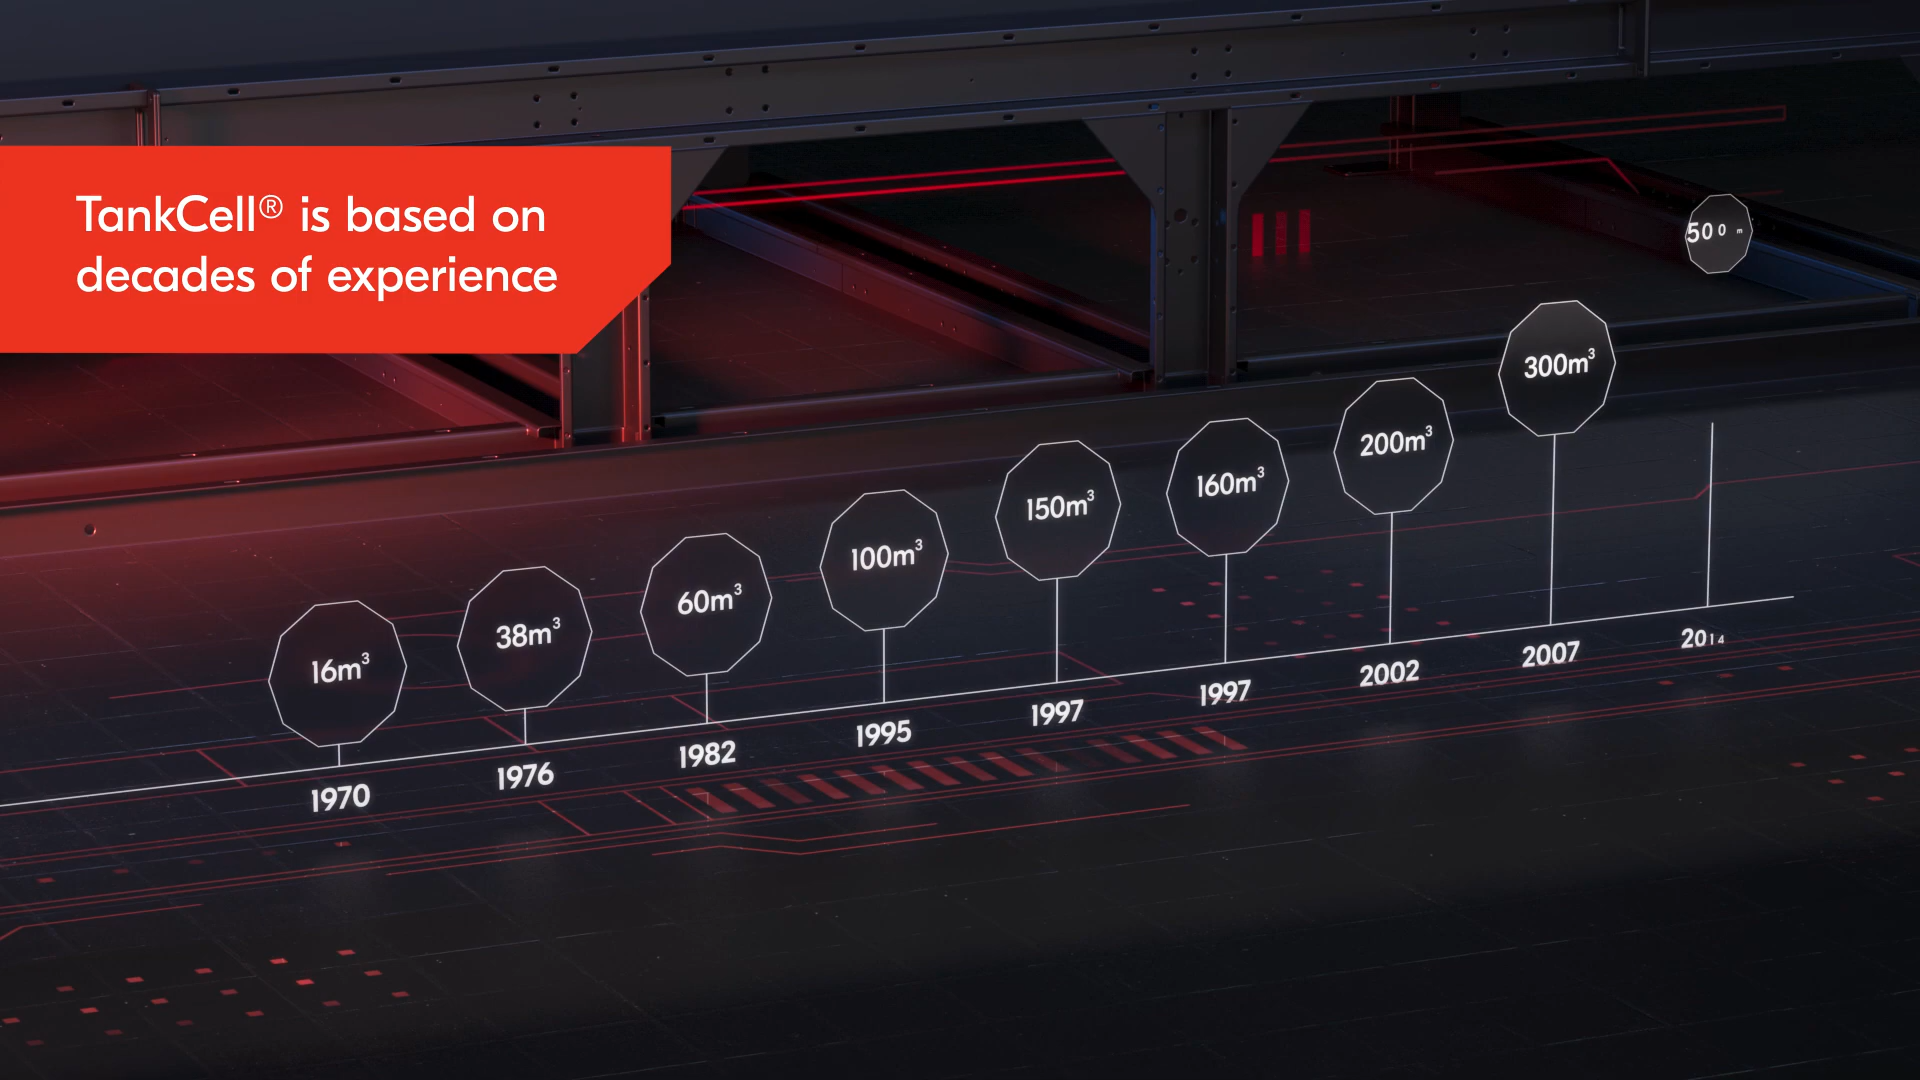 TankCell® is based on
decades of experience
16m³
38m³
60m³
100m³
150m³
160m³
200m³
300m³
500 m
1970
1976
1982
1995
1997
1997
2002
2007
2014